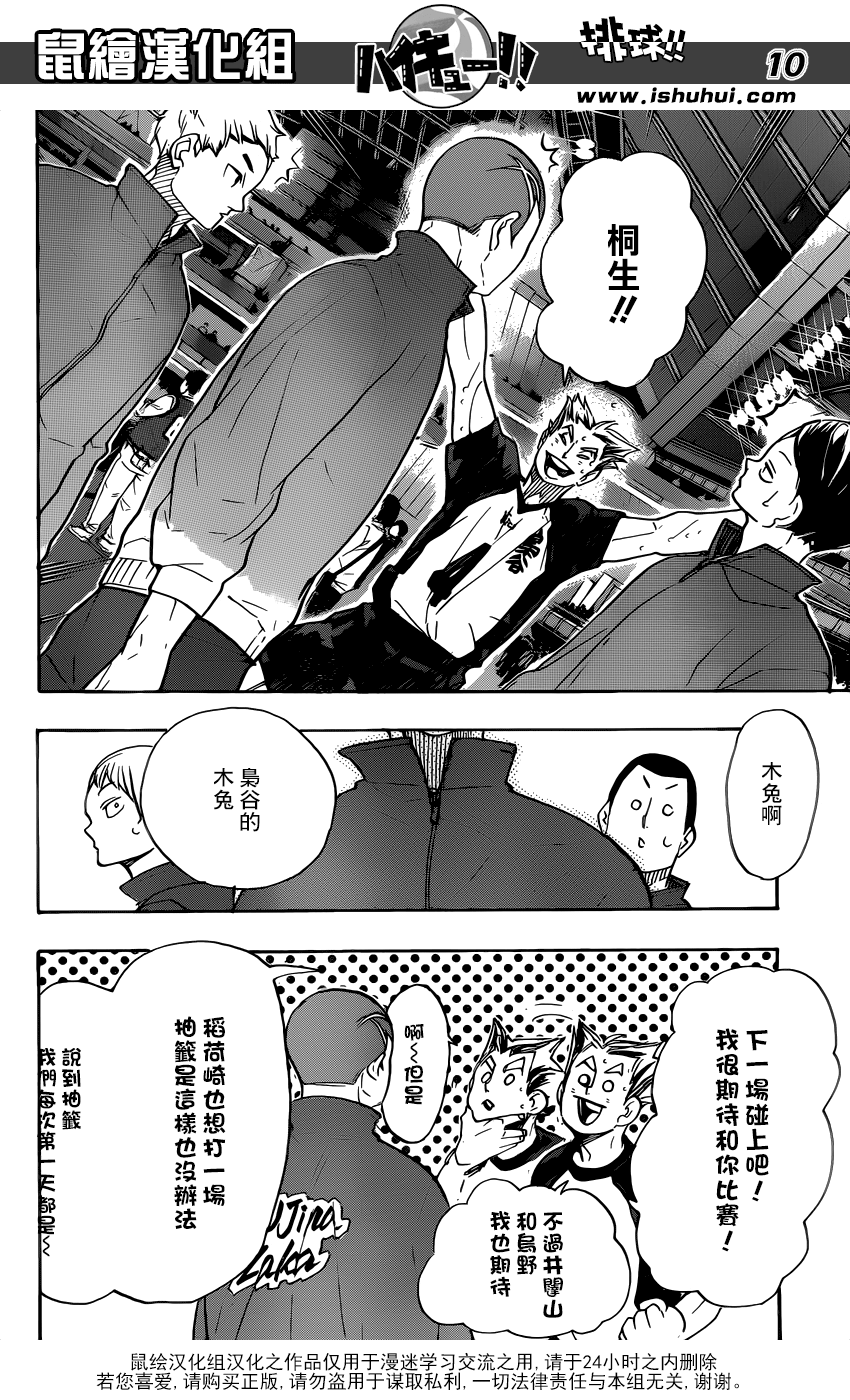 鼠繪漢化組
ハイキュー!!
排球!!
10
www.ishuhui.com
桐生!!
木兔啊
梟谷的
木兔
下一場碰上吧！
我很期待和你比賽！
不過井闥山
和烏野
我也期待
啊～但是
稻荷崎也想打一場
抽籤是這樣也沒辦法
說到抽籤
我們每次第一天都是～
鼠绘汉化组汉化之作品仅用于漫迷学习交流之用, 请于24小时之内删除
若您喜爱, 请购买正版, 请勿盗用于谋取私利, 一切法律责任与本组无关, 谢谢。